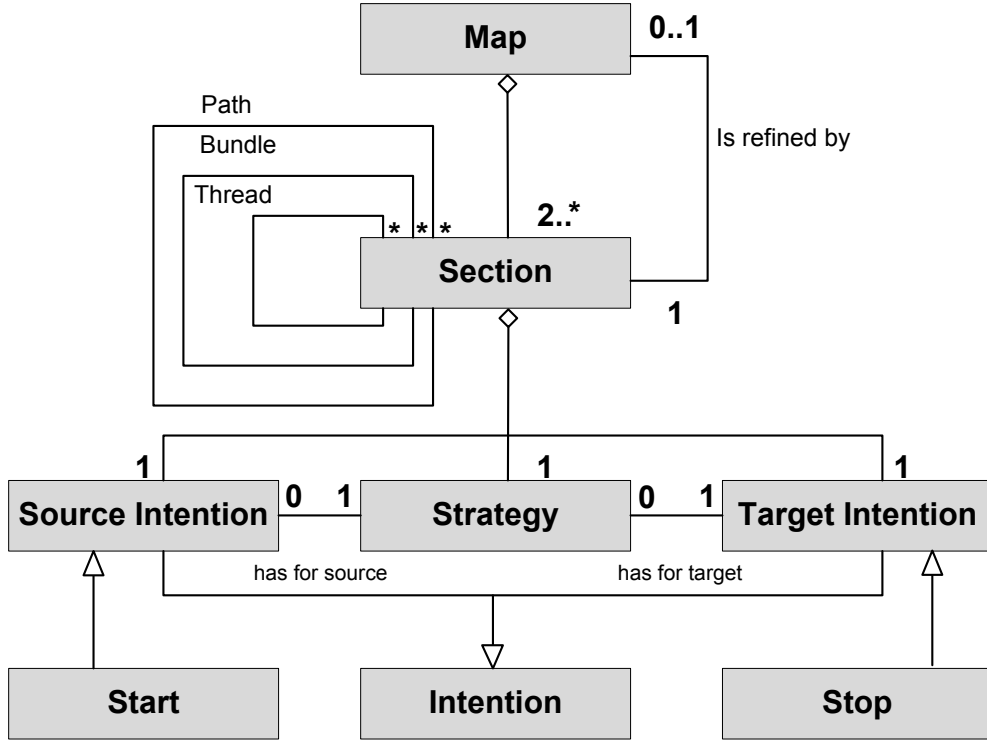 Map
0..1
Path
Bundle
Is refined by
Thread
* * *
2..*
Section
1
1
1
1
Source Intention
0
1
Strategy
0
1
Target Intention
has for source
has for target
Start
Intention
Stop